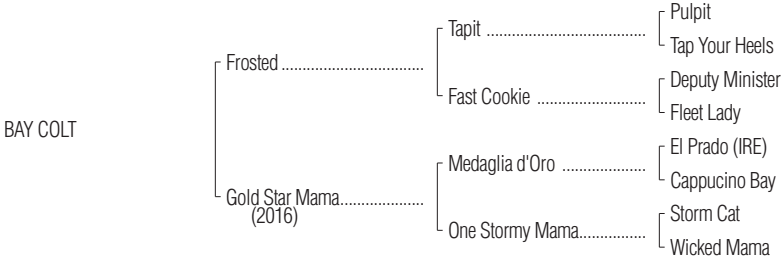 Pulpit
Tapit ....................................
Tap Your Heels
Frosted ................................
Deputy Minister
Fast Cookie ........................
Fleet Lady
BAY COLT
El Prado (IRE)
Medaglia d'Oro ..................
Cappucino Bay
Gold Star Mama...................
(2016)
Storm Cat
One Stormy Mama...............
Wicked Mama